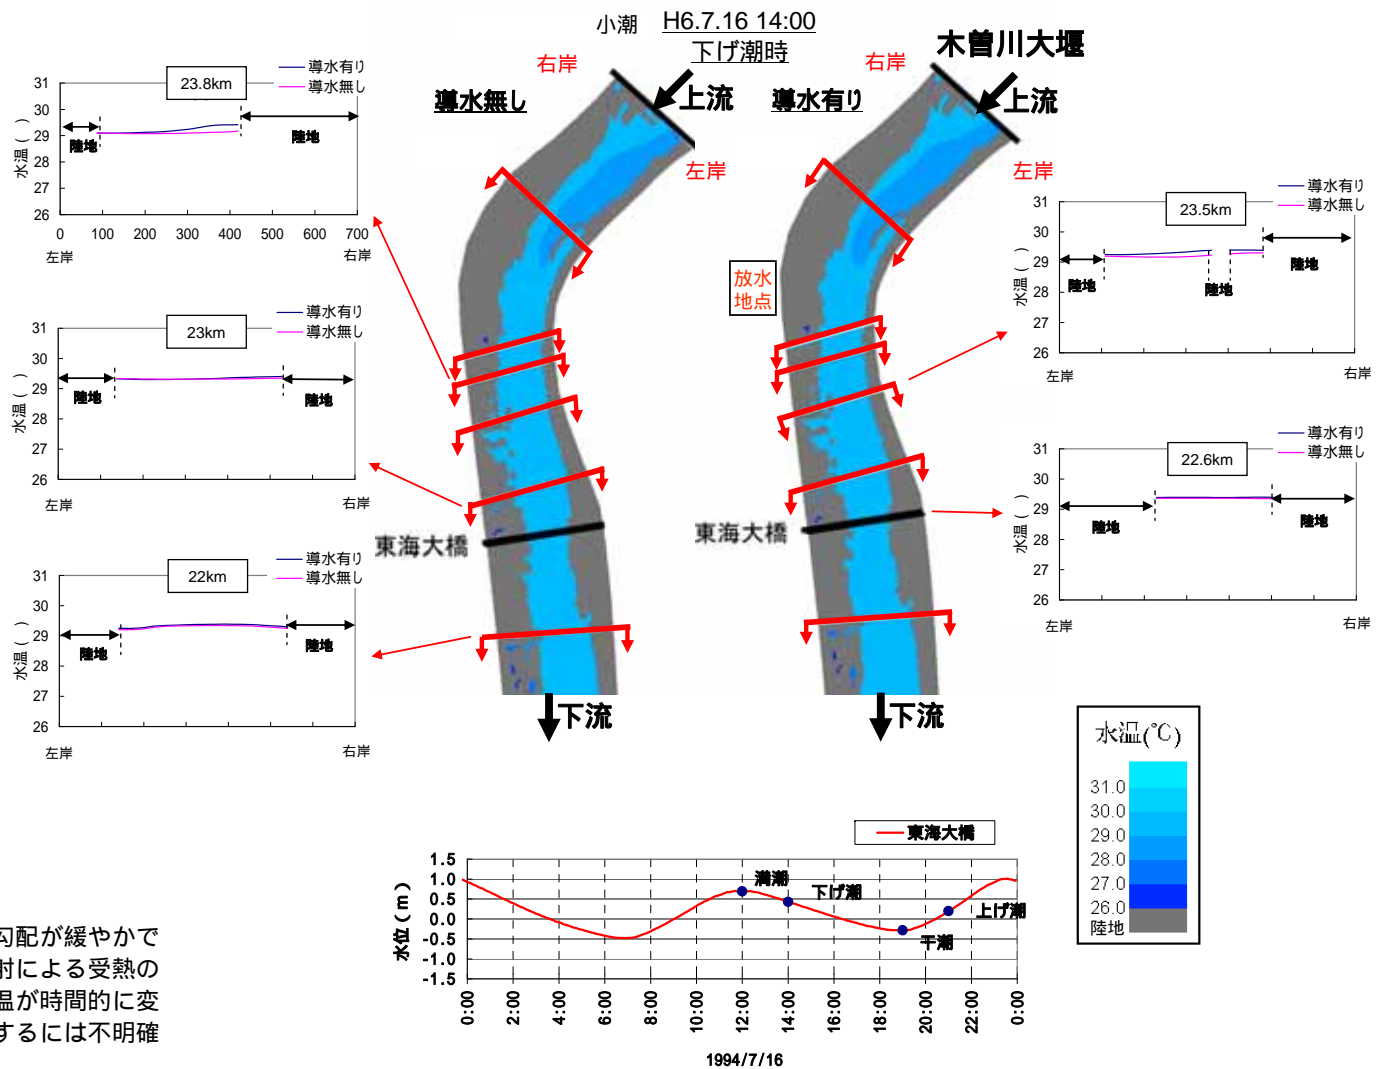 小潮 H6.7.16 14:00
下げ潮時
木曽川大堰
導水無し
右岸
上流
左岸
導水有り
右岸
上流
左岸
放水
地点
東海大橋
東海大橋
下流
下流
23.8km
導水有り
導水無し
水温( )
31
30
29
28
27
26
陸地
陸地
0 100 200 300 400 500 600 700
左岸 右岸
23km
導水有り
導水無し
水温( )
31
30
29
28
27
26
陸地
陸地
左岸 右岸
22km
導水有り
導水無し
水温( )
31
30
29
28
27
26
陸地
陸地
左岸 右岸
23.5km
導水有り
導水無し
水温( )
31
30
29
28
27
26
陸地
陸地
陸地
左岸 右岸
22.6km
導水有り
導水無し
水温( )
31
30
29
28
27
26
陸地
陸地
左岸 右岸
水温(℃)
31.0
30.0
29.0
28.0
27.0
26.0
陸地
東海大橋
水位(m)
1.5
1.0
0.5
0.0
-0.5
-1.0
-1.5
満潮
下げ潮
干潮
上げ潮
0:00 2:00 4:00 6:00 8:00 10:00 12:00 14:00 16:00 18:00 20:00 22:00 0:00
1994/7/16
勾配が緩やかで
射による受熱の
温が時間的に変
するには不明確